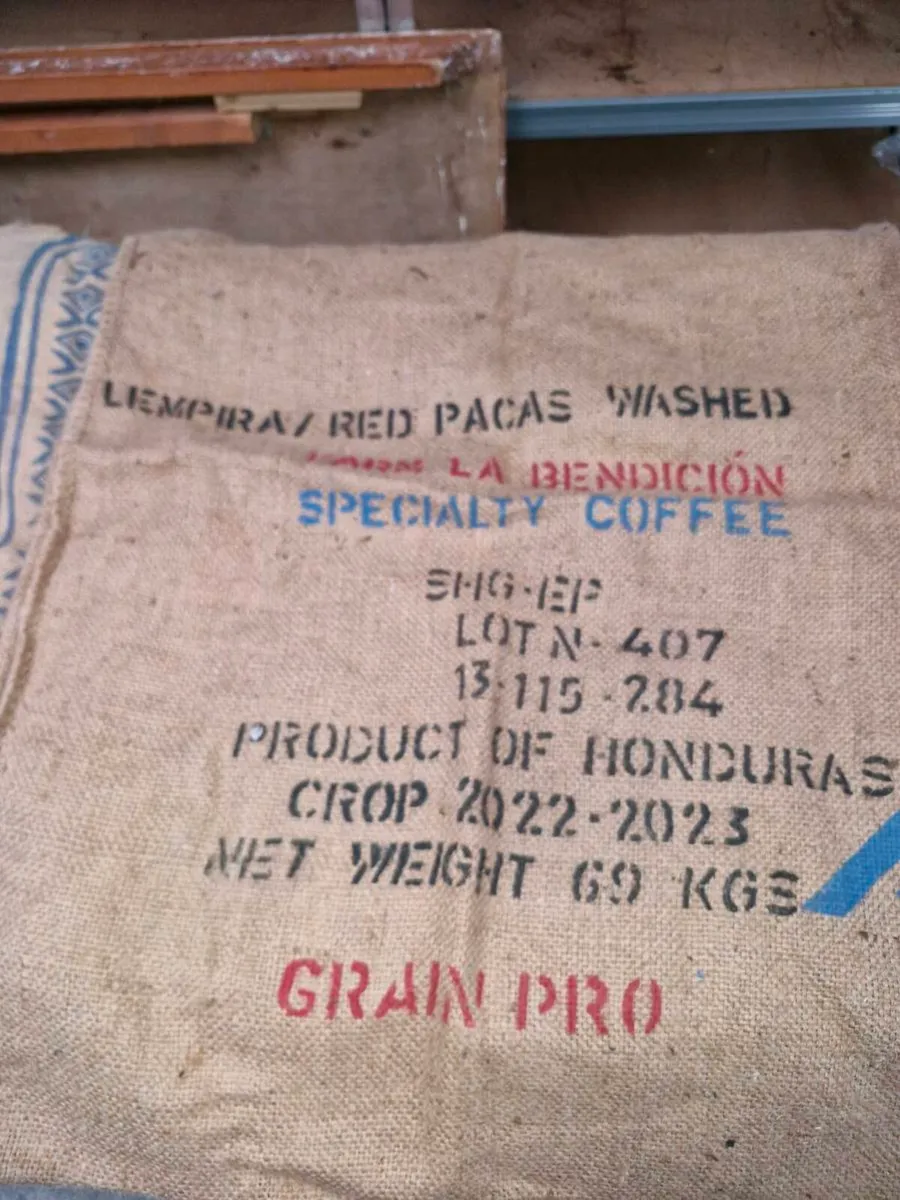 LIEMPIRA/ RED PACAS WASHED
LA BENDICIÓN
SPECIALTY COFFEE
SHG-EP
LOT N- 407
13-115-284
PRODUCT OF HONDURAS
CROP 2022-2023
NET WEIGHT 69 KGS
GRAIN PRO